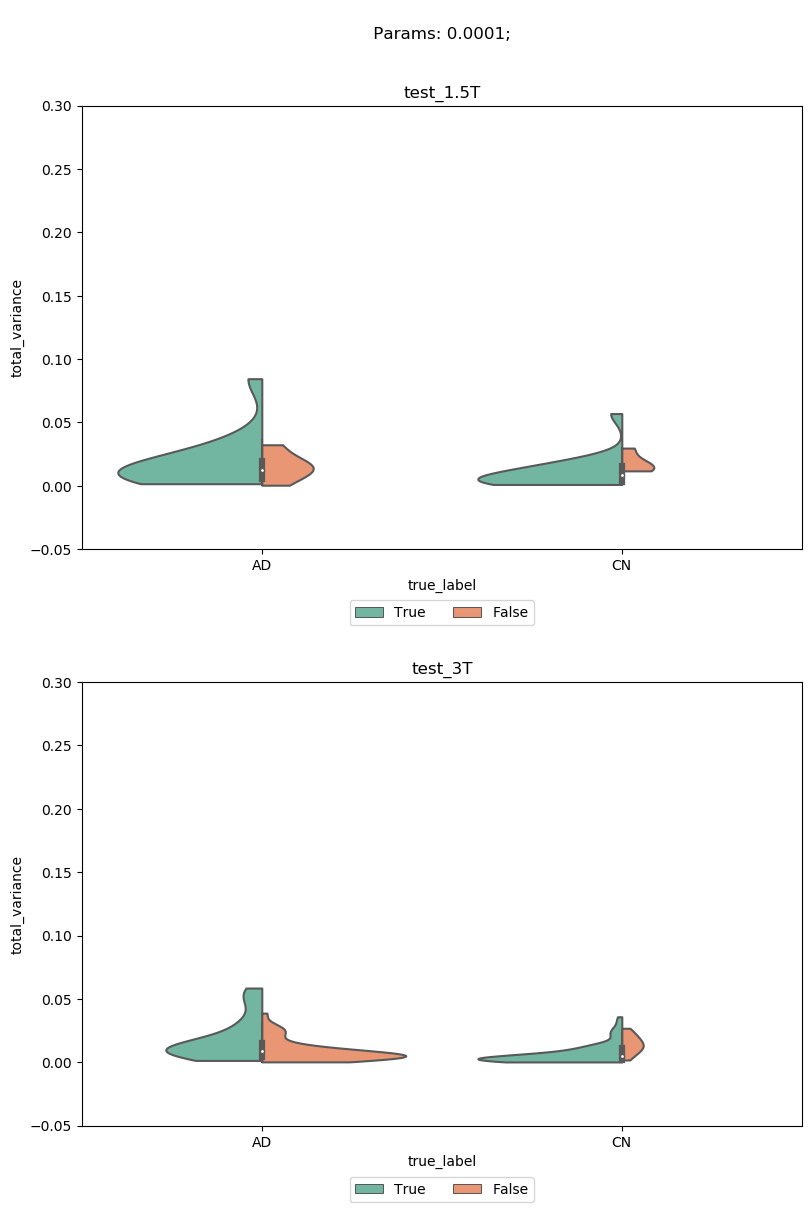 Params: 0.0001;
test_1.5T
0.30
0.25
0.20
0.15
0.10
0.05
0.00
−0.05
total_variance
AD CN
true_label
True False
test_3T
0.30
0.25
0.20
0.15
0.10
0.05
0.00
−0.05
total_variance
AD CN
true_label
True False